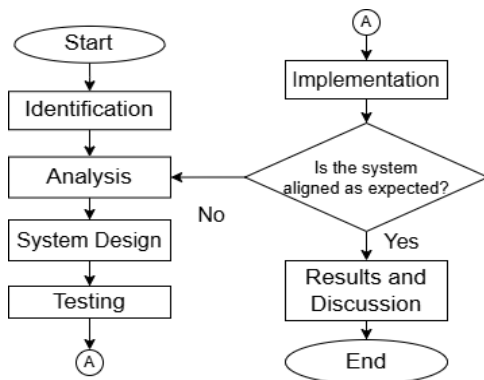 Start
Identification
Analysis
System Design
Testing
A
A
Implementation
Is the system
aligned as expected?
No
Yes
Results and
Discussion
End